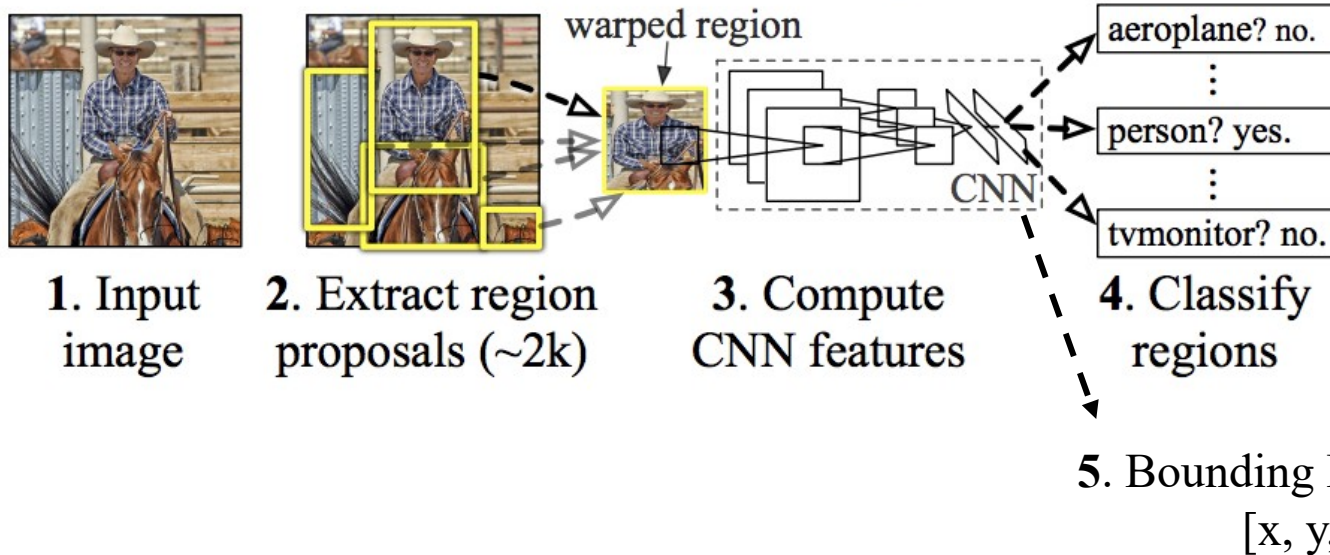 warped region
aeroplane? no.
⋮
person? yes.
⋮
tvmonitor? no.
CNN
1. Input
image
2. Extract region
proposals (~2k)
3. Compute
CNN features
4. Classify
regions
5. Bounding
[x, y,